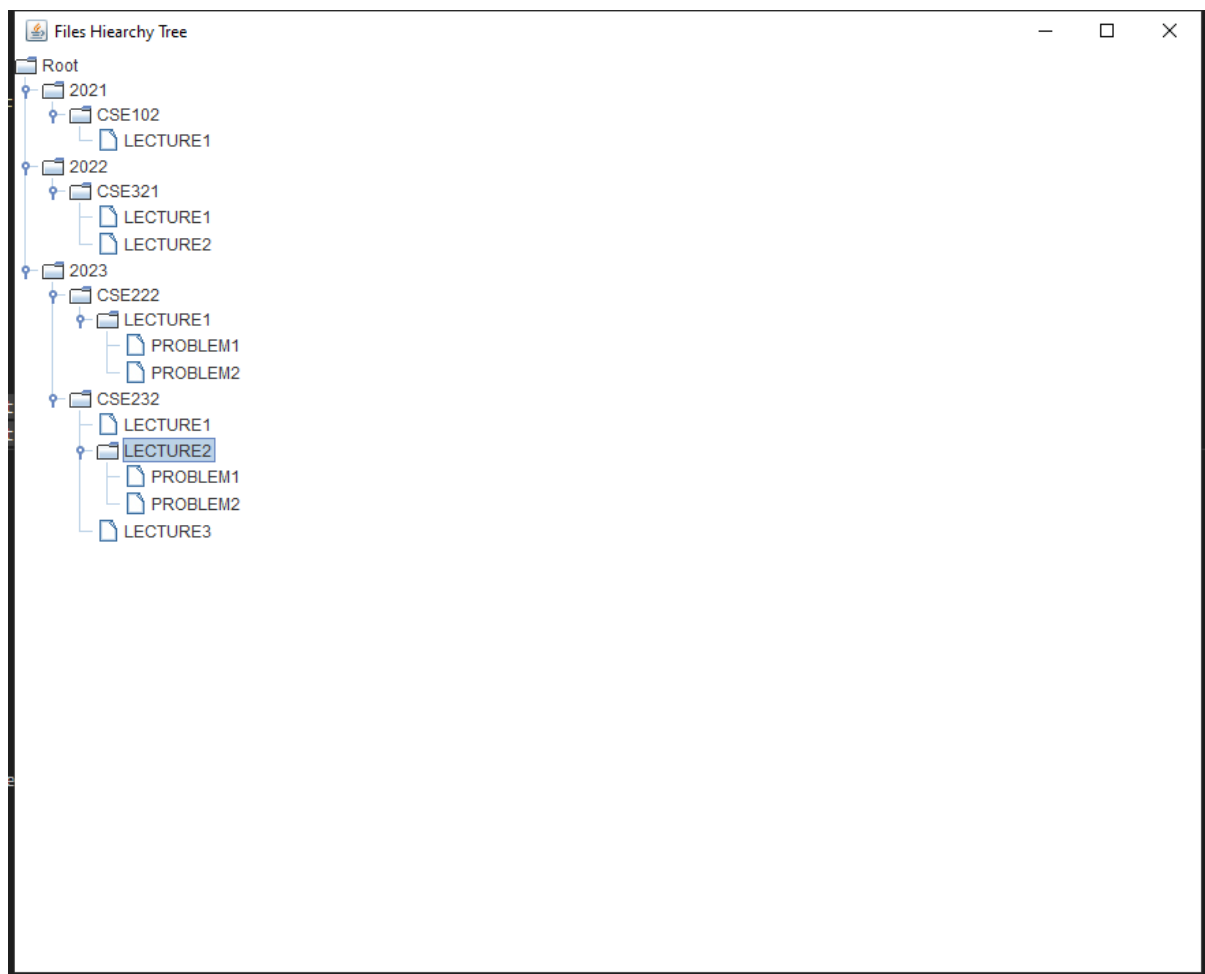 Files Hiearchy Tree
Root
2021
CSE102
LECTURE1
2022
CSE321
LECTURE1
LECTURE2
2023
CSE222
LECTURE1
PROBLEM1
PROBLEM2
CSE232
LECTURE1
LECTURE2
PROBLEM1
PROBLEM2
LECTURE3